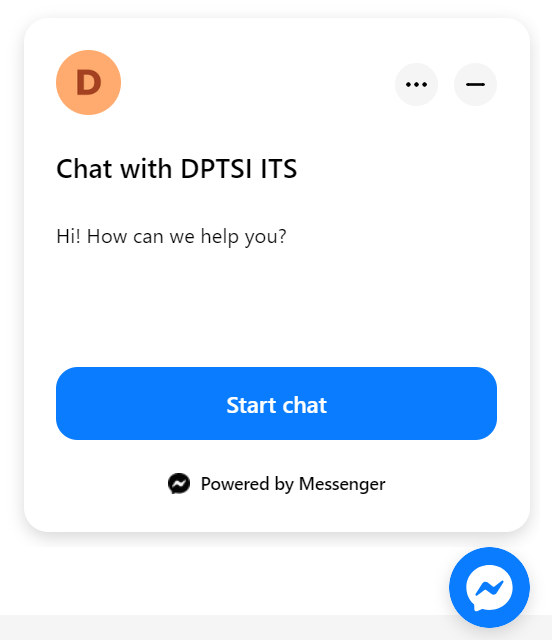 D
Chat with DPTSI ITS
Hi! How can we help you?
Start chat
Powered by Messenger